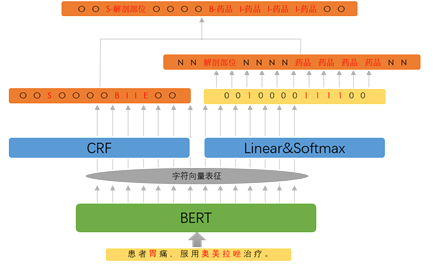 O O S-解剖部位 O O O O B-药品 I-药品 I-药品 I-药品 O O
N N 解剖部位 N N N N 药品 药品 药品 药品 N N
O O S O O O O B I I E O O
0 0 1 0 0 0 0 1 1 1 1 0 0
CRF
Linear&Softmax
字符向量表征
BERT
患者胃痛，服用奥美拉唑治疗。